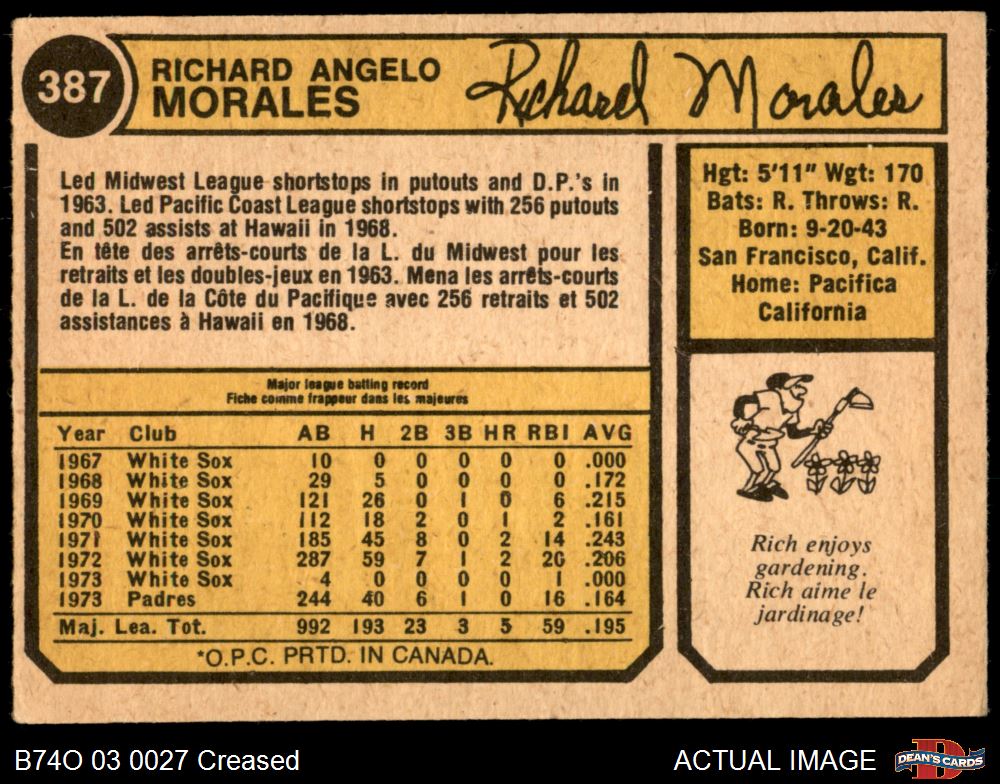 387
RICHARD ANGELO
MORALES
Richard Morales
Led Midwest League shortstops in putouts and D.P.'s in
1963. Led Pacific Coast League shortstops with 256 putouts
and 502 assists at Hawaii in 1968.
En tête des arrêts-courts de la L. du Midwest pour les
retraits et les doubles-jeux en 1963. Mena les arrêts-courts
de la L. de la Côte du Pacifique avec 256 retraits et 502
assistances à Hawaii en 1968.
Hgt: 5'11" Wgt: 170
Bats: R. Throws: R.
Born: 9-20-43
San Francisco, Calif.
Home: Pacifica
California
Major league batting record
Fiche comme frappeur dans les majeures
Year Club AB H 2B 3B HR RBI AVG
1967 White Sox 10 0 0 0 0 0 .000
1968 White Sox 29 5 0 0 0 0 .172
1969 White Sox 121 26 0 1 0 6 .215
1970 White Sox 112 18 2 0 1 2 .161
1971 White Sox 185 45 8 0 2 14 .243
1972 White Sox 287 59 7 1 2 20 .206
1973 White Sox 4 0 0 0 0 1 .000
1973 Padres 244 40 6 1 0 16 .164
Maj. Lea. Tot. 992 193 23 3 5 59 .195
*O.P.C. PRTD. IN CANADA.
Rich enjoys
gardening.
Rich aime le
jardinage!
B74O 03 0027 Creased
ACTUAL IMAGE
DEAN'S CARDS